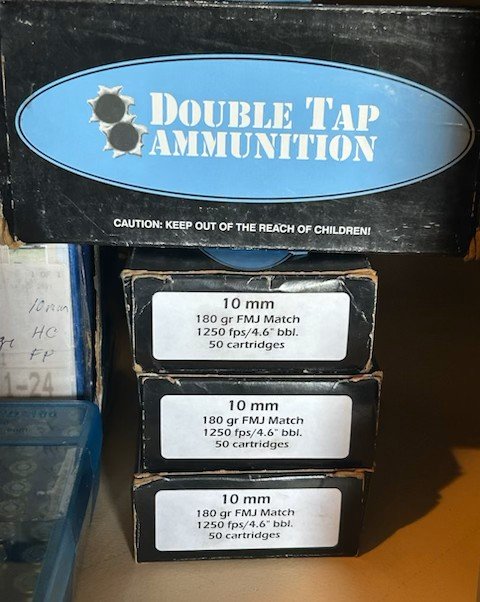 DOUBLE TAP
AMMUNITION
CAUTION: KEEP OUT OF THE REACH OF CHILDREN!
10 mm
180 gr FMJ Match
1250 fps/4.6" bbl.
50 cartridges
10 mm
180 gr FMJ Match
1250 fps/4.6" bbl.
50 cartridges
10 mm
180 gr FMJ Match
1250 fps/4.6" bbl.
50 cartridges
10mm
HC
FP
1-24